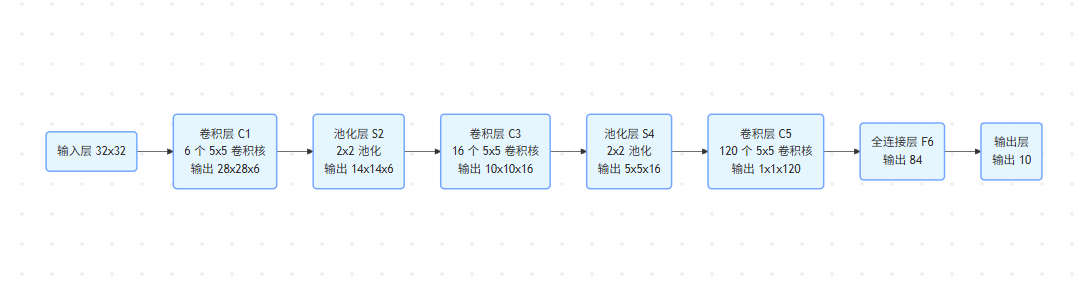 输入层 32x32
卷积层 C1
6 个 5x5 卷积核
输出 28x28x6
池化层 S2
2x2 池化
输出 14x14x6
卷积层 C3
16 个 5x5 卷积核
输出 10x10x16
池化层 S4
2x2 池化
输出 5x5x16
卷积层 C5
120 个 5x5 卷积核
输出 1x1x120
全连接层 F6
输出 84
输出层
输出 10